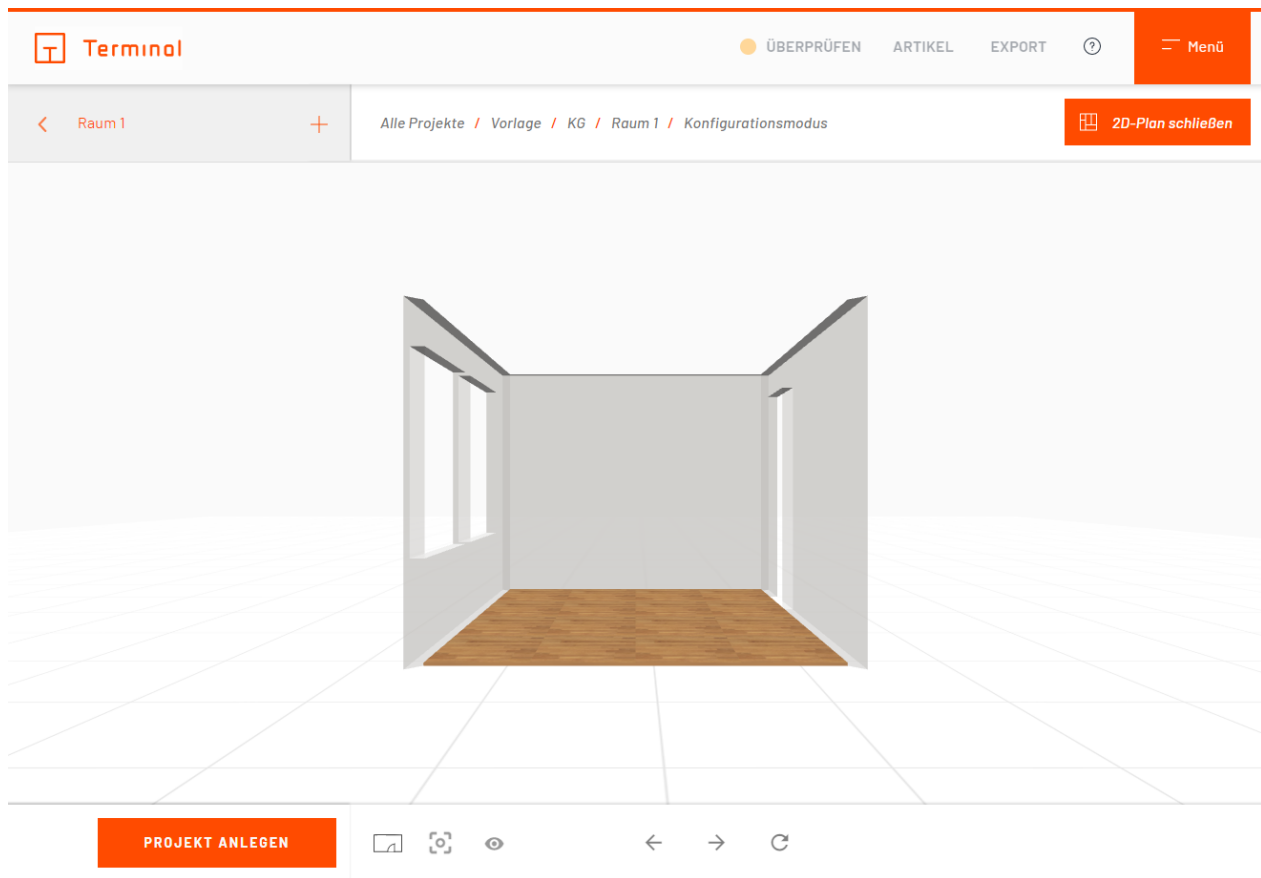 Terminal
ÜBERPRÜFEN ARTIKEL EXPORT ? Menü
Raum 1
Alle Projekte / Vorlage / KG / Raum 1 / Konfigurationsmodus
2D-Plan schließen
PROJEKT ANLEGEN